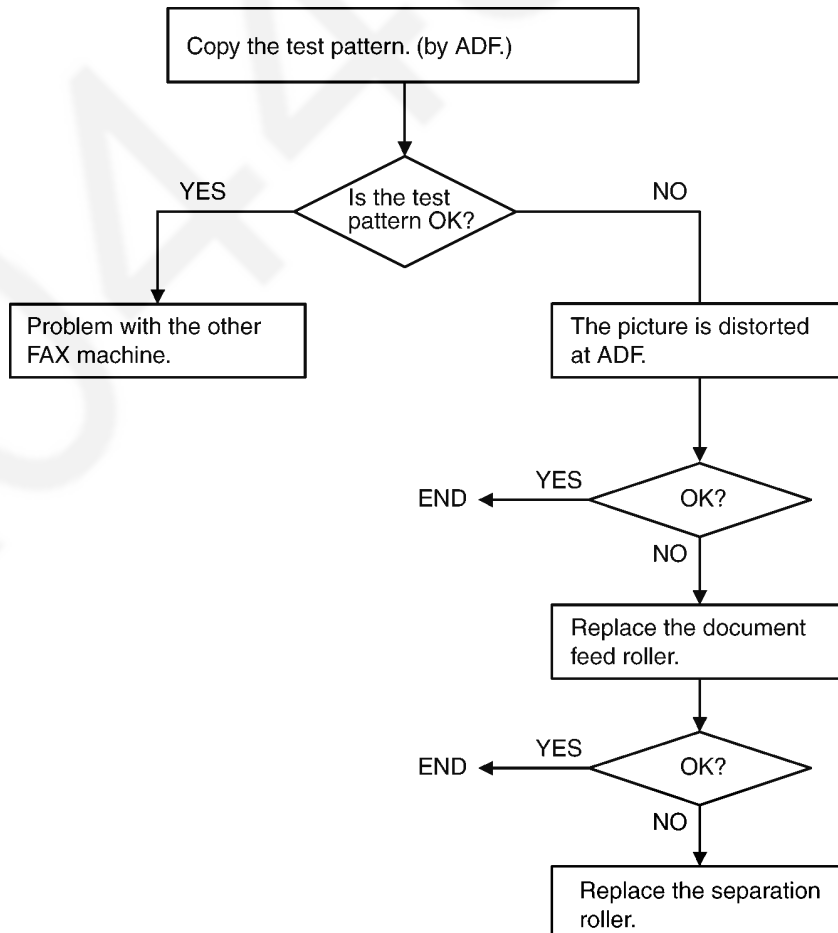 Copy the test pattern. (by ADF.)
YES
NO
Is the test
pattern OK?
Problem with the other
FAX machine.
The picture is distorted
at ADF.
END
YES
OK?
NO
Replace the document
feed roller.
END
YES
OK?
NO
Replace the separation
roller.